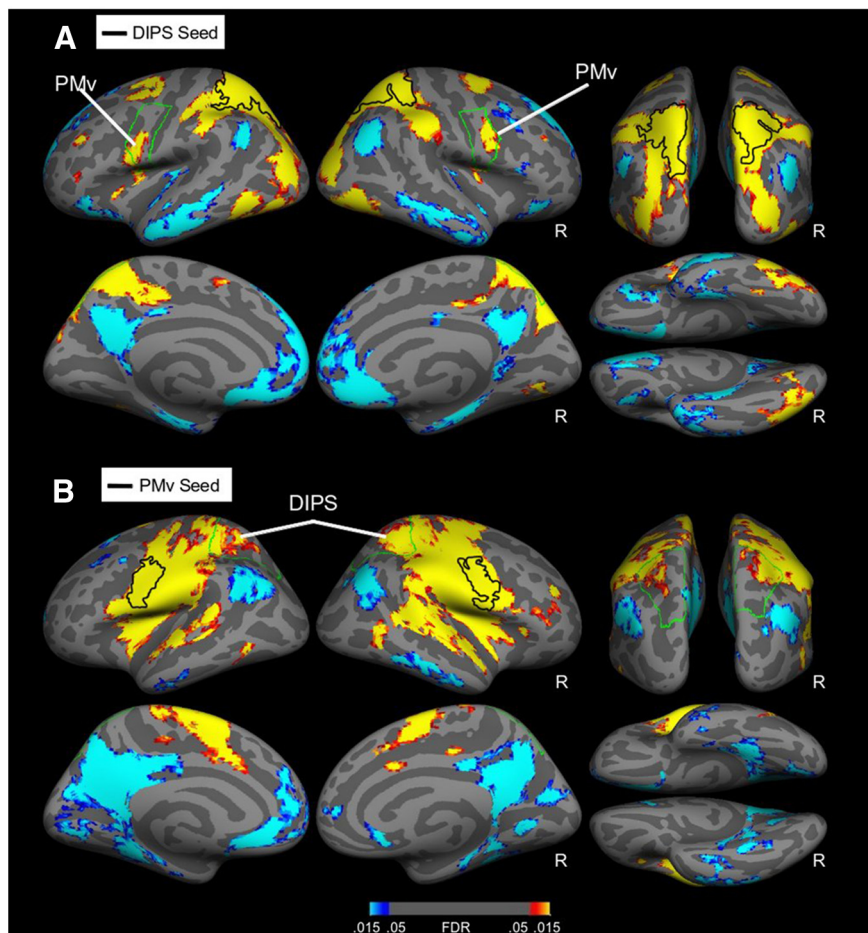 A
DIPS Seed
PMv
PMv
R
R
R
R
B
PMv Seed
DIPS
R
R
R
R
.015 .05 FDR .05 .015